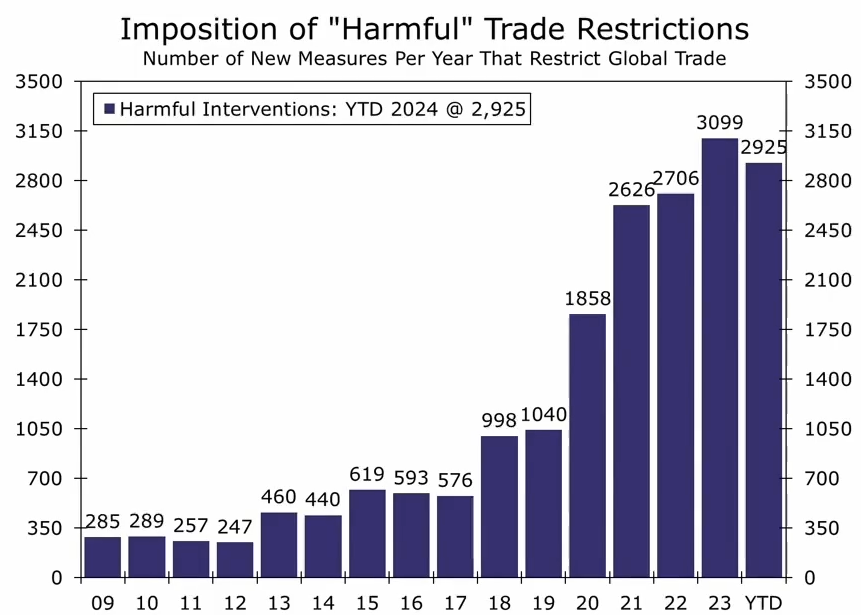 Imposition of "Harmful" Trade Restrictions
Number of New Measures Per Year That Restrict Global Trade
3500 3500
Harmful Interventions: YTD 2024 @ 2,925
3150 3099 3150
2925
2800 2626 2706 2800
2450 2450
2100 2100
1858
1750 1750
1400 1400
1050 998 1040 1050
700 619 593 576 700
460 440
350 285 289 257 247 350
0 0
09 10 11 12 13 14 15 16 17 18 19 20 21 22 23 YTD